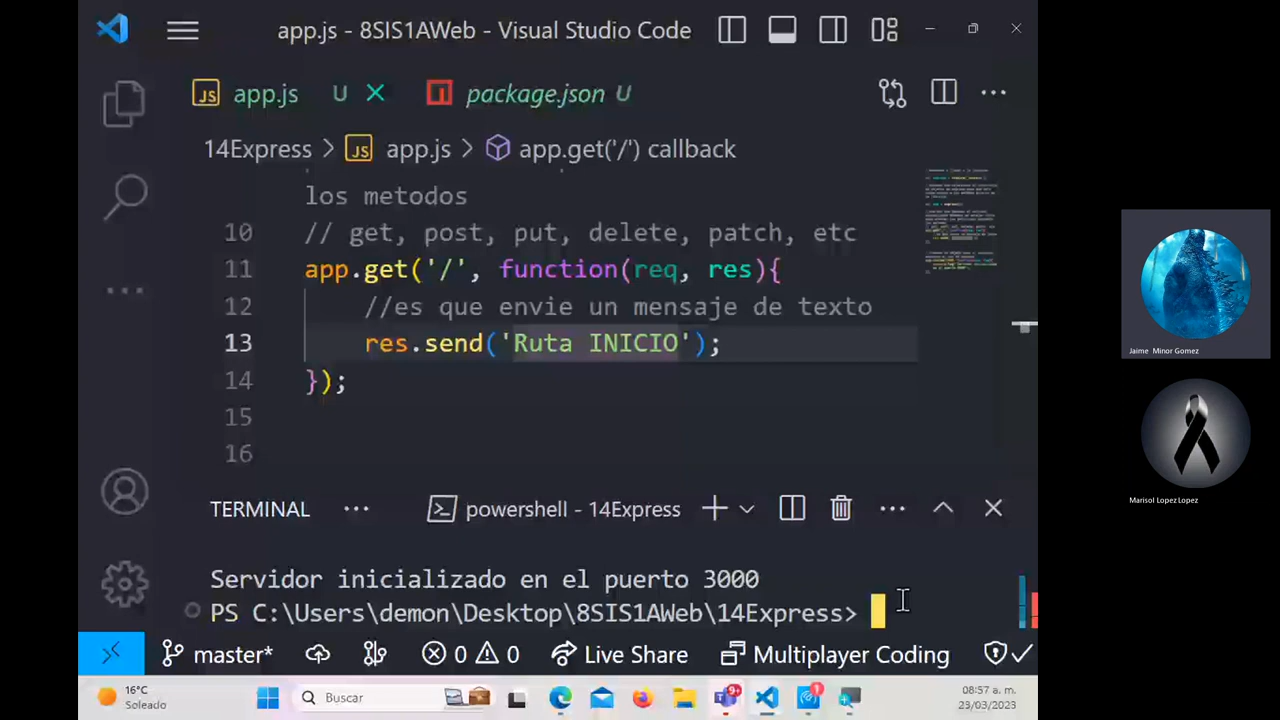 app.js - 8SIS1AWeb - Visual Studio Code
JS app.js U package.json U
14Express > JS app.js > app.get('/') callback
los metodos
10 // get, post, put, delete, patch, etc
11 app.get('/', function(req, res){
12 //es que envie un mensaje de texto
13 res.send('Ruta INICIO');
14 });
15
16
TERMINAL ... powershell - 14Express
Servidor inicializado en el puerto 3000
PS C:\Users\demon\Desktop\8SIS1AWeb\14Express>
master* 0 0 Live Share Multiplayer Coding
16°C
Soleado
Buscar
9+
1
08:57 a. m.
23/03/2023
Jaime Minor Gomez
Marisol Lopez Lopez